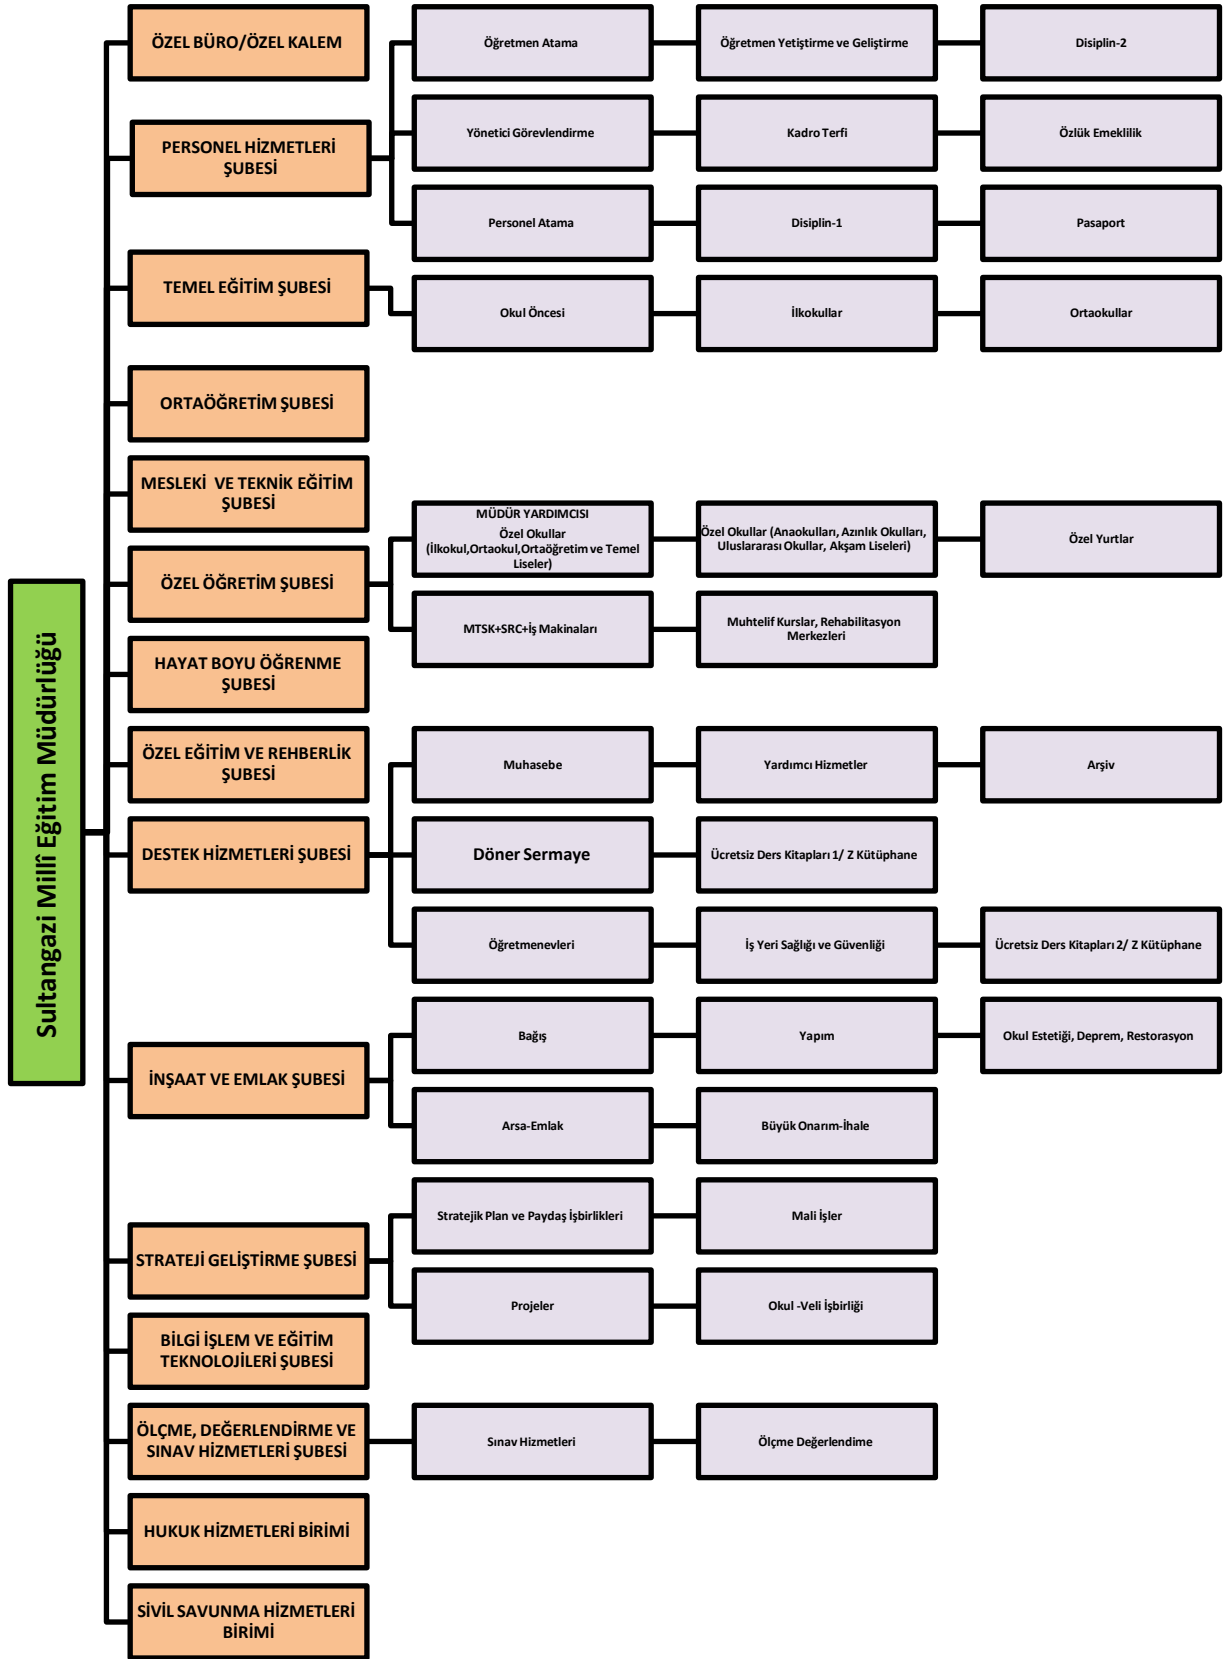 Sultangazi Millî Eğitim Müdürlüğü
ÖZEL BÜRO/ÖZEL KALEM
PERSONEL HİZMETLERİ
ŞUBESİ
Öğretmen Atama
Öğretmen Yetiştirme ve Geliştirme
Disiplin-2
Yönetici Görevlendirme
Kadro Terfi
Özlük Emeklilik
Personel Atama
Disiplin-1
Pasaport
TEMEL EĞİTİM ŞUBESİ
Okul Öncesi
İlkokullar
Ortaokullar
ORTAÖĞRETİM ŞUBESİ
MESLEKİ VE TEKNİK EĞİTİM
ŞUBESİ
ÖZEL ÖĞRETİM ŞUBESİ
MÜDÜR YARDIMCISI
Özel Okullar
(İlkokul,Ortaokul,Ortaöğretim ve Temel
Liseler)
Özel Okullar (Anaokulları, Azınlık Okulları,
Uluslararası Okullar, Akşam Liseleri)
Özel Yurtlar
MTSK+SRC+İş Makinaları
Muhtelif Kurslar, Rehabilitasyon
Merkezleri
HAYAT BOYU ÖĞRENME
ŞUBESİ
ÖZEL EĞİTİM VE REHBERLİK
ŞUBESİ
DESTEK HİZMETLERİ ŞUBESİ
Muhasebe
Yardımcı Hizmetler
Arşiv
Döner Sermaye
Ücretsiz Ders Kitapları 1/ Z Kütüphane
Öğretmenevleri
İş Yeri Sağlığı ve Güvenliği
Ücretsiz Ders Kitapları 2/ Z Kütüphane
İNŞAAT VE EMLAK ŞUBESİ
Bağış
Yapım
Okul Estetiği, Deprem, Restorasyon
Arsa-Emlak
Büyük Onarım-İhale
STRATEJİ GELİŞTİRME ŞUBESİ
Stratejik Plan ve Paydaş İşbirlikleri
Mali İşler
Projeler
Okul -Veli İşbirliği
BİLGİ İŞLEM VE EĞİTİM
TEKNOLOJİLERİ ŞUBESİ
ÖLÇME, DEĞERLENDİRME VE
SINAV HİZMETLERİ ŞUBESİ
Sınav Hizmetleri
Ölçme Değerlendime
HUKUK HİZMETLERİ BİRİMİ
SİVİL SAVUNMA HİZMETLERİ
BİRİMİ